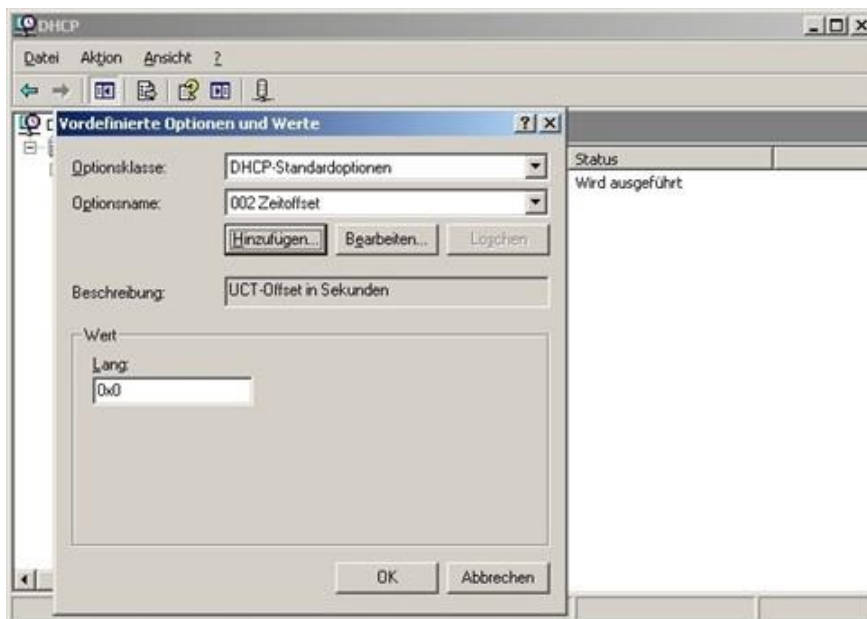 DHCP
Datei Aktion Ansicht ?
Vordefinierte Optionen und Werte
Optionsklasse: DHCP-Standardoptionen
Optionsname: 002 Zeitoffset
Hinzufügen... Bearbeiten... Löschen
Beschreibung: UCT-Offset in Sekunden
Wert
Lang:
0x0
OK Abbrechen
Status
Wird ausgeführt